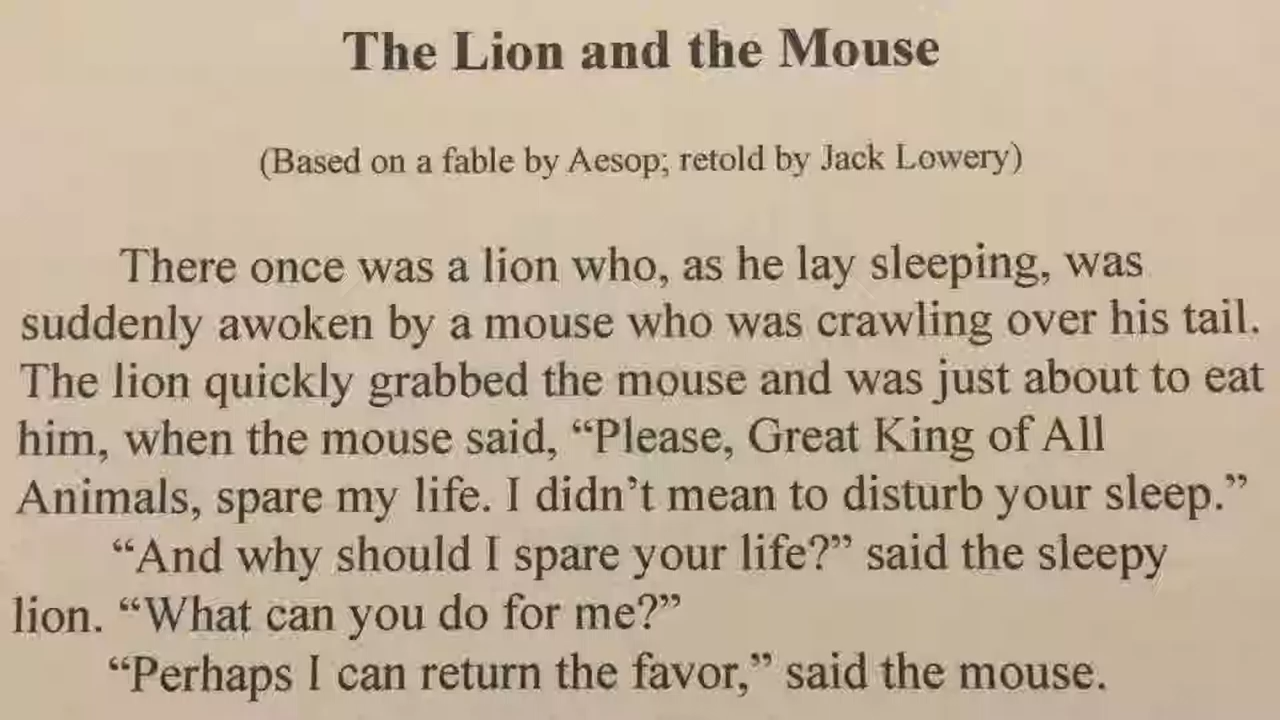 The Lion and the Mouse
(Based on a fable by Aesop; retold by Jack Lowery)
There once was a lion who, as he lay sleeping, was
suddenly awoken by a mouse who was crawling over his tail.
The lion quickly grabbed the mouse and was just about to eat
him, when the mouse said, “Please, Great King of All
Animals, spare my life. I didn’t mean to disturb your sleep.”
“And why should I spare your life?” said the sleepy
lion. “What can you do for me?”
“Perhaps I can return the favor,” said the mouse.